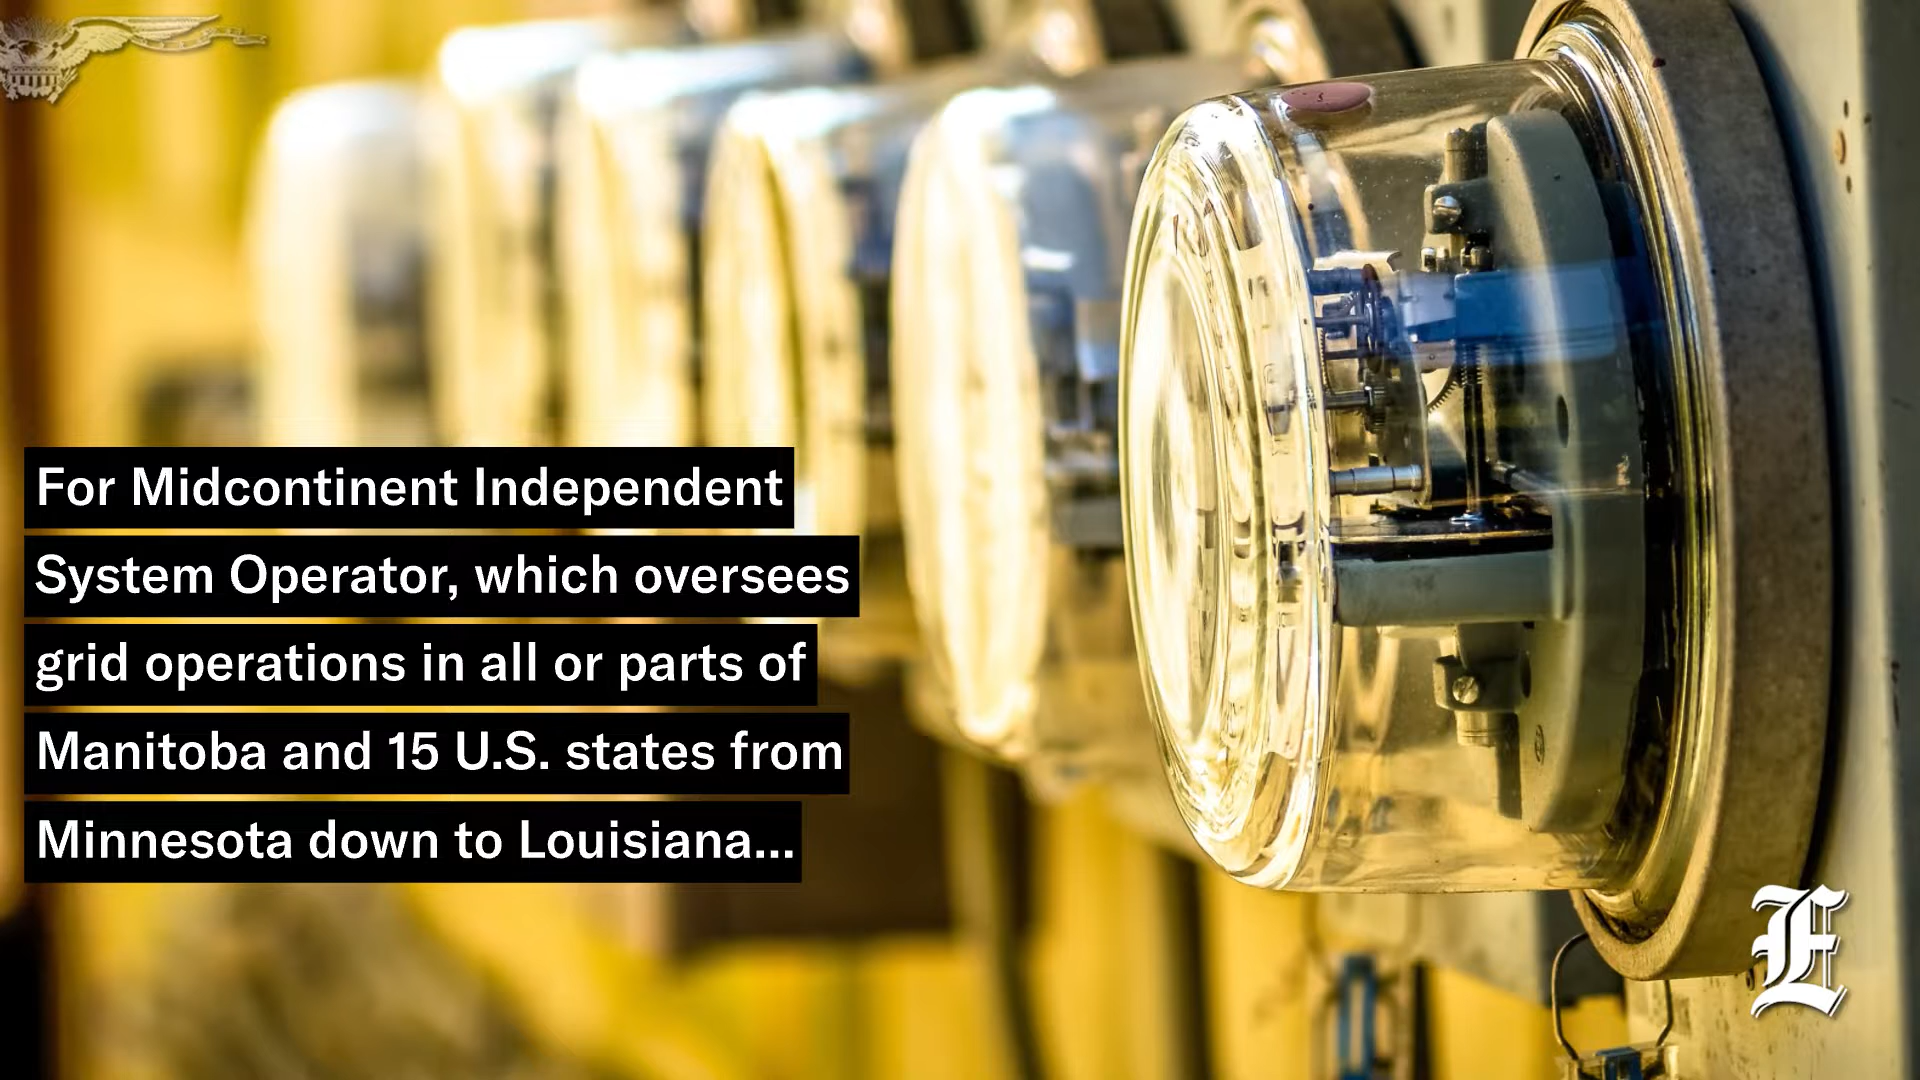 For Midcontinent Independent
System Operator, which oversees
grid operations in all or parts of
Manitoba and 15 U.S. states from
Minnesota down to Louisiana...
E